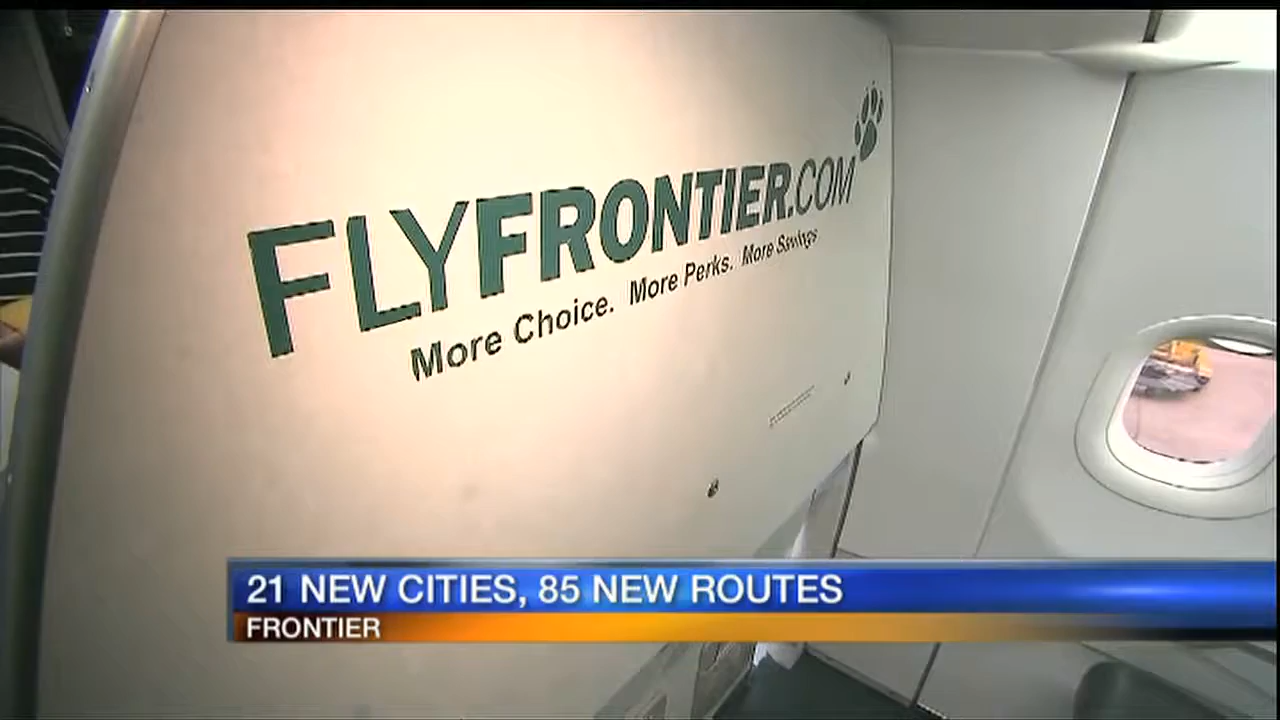 FLYFRONTIER.COM
More Choice. More Perks. More Savings
21 NEW CITIES, 85 NEW ROUTES
FRONTIER